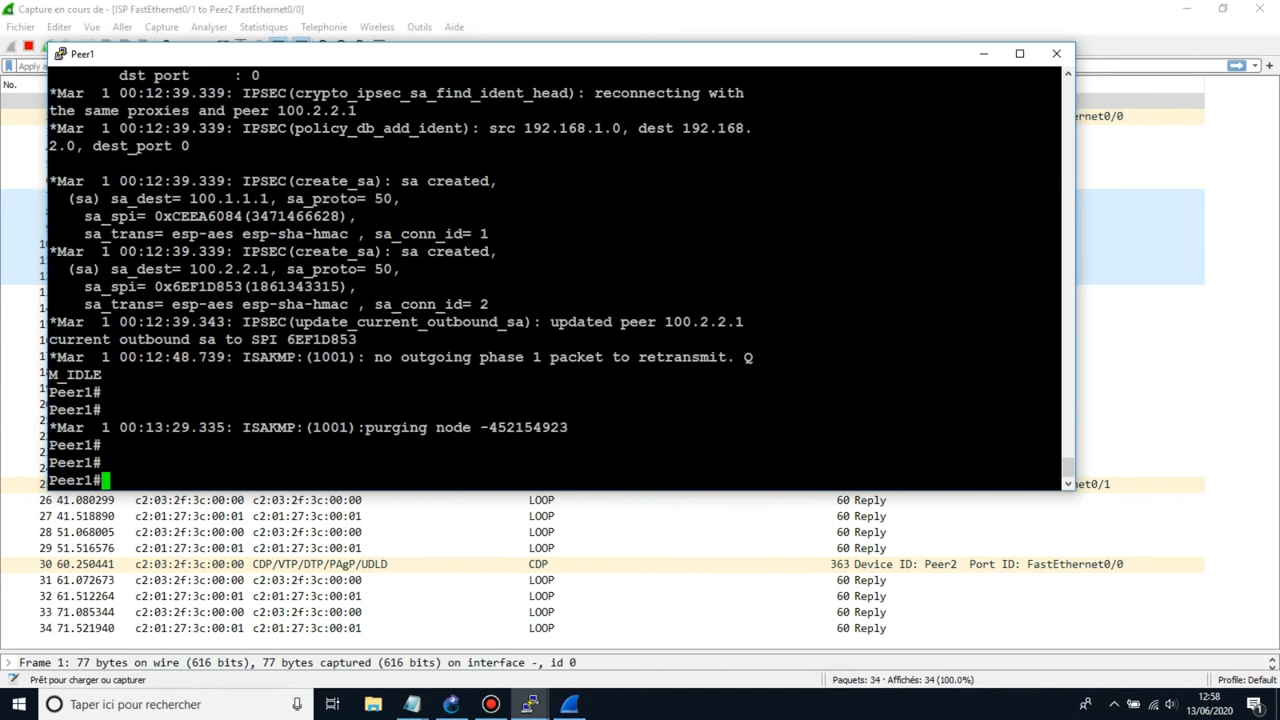 Capture en cours de - [ISP FastEthernet0/1 to Peer2 FastEthernet0/0]
Fichier Editer Vue Aller Capture Analyser Statistiques Telephonie Wireless Outils Aide
Peer1
Apply a
No.
dst port : 0
*Mar 1 00:12:39.339: IPSEC(crypto_ipsec_sa_find_ident_head): reconnecting with
the same proxies and peer 100.2.2.1
ethernet0/0
*Mar 1 00:12:39.339: IPSEC(policy_db_add_ident): src 192.168.1.0, dest 192.168.
2.0, dest_port 0
*Mar 1 00:12:39.339: IPSEC(create_sa): sa created,
(sa) sa_dest= 100.1.1.1, sa_proto= 50,
sa_spi= 0xCEEA6084(3471466628),
sa_trans= esp-aes esp-sha-hmac , sa_conn_id= 1
*Mar 1 00:12:39.339: IPSEC(create_sa): sa created,
(sa) sa_dest= 100.2.2.1, sa_proto= 50,
sa_spi= 0x6EF1D853(1861343315),
sa_trans= esp-aes esp-sha-hmac , sa_conn_id= 2
*Mar 1 00:12:39.343: IPSEC(update_current_outbound_sa): updated peer 100.2.2.1
current outbound sa to SPI 6EF1D853
*Mar 1 00:12:48.739: ISAKMP:(1001): no outgoing phase 1 packet to retransmit. Q
M_IDLE
Peer1#
Peer1#
*Mar 1 00:13:29.335: ISAKMP:(1001):purging node -452154923
Peer1#
Peer1#
Peer1#
net0/1
26 41.080299 c2:03:2f:3c:00:00 c2:03:2f:3c:00:00 LOOP 60 Reply
27 41.518890 c2:01:27:3c:00:01 c2:01:27:3c:00:01 LOOP 60 Reply
28 51.068005 c2:03:2f:3c:00:00 c2:03:2f:3c:00:00 LOOP 60 Reply
29 51.516576 c2:01:27:3c:00:01 c2:01:27:3c:00:01 LOOP 60 Reply
30 60.250441 c2:03:2f:3c:00:00 CDP/VTP/DTP/PAgP/UDLD CDP 363 Device ID: Peer2 Port ID: FastEthernet0/0
31 61.072673 c2:03:2f:3c:00:00 c2:03:2f:3c:00:00 LOOP 60 Reply
32 61.512264 c2:01:27:3c:00:01 c2:01:27:3c:00:01 LOOP 60 Reply
33 71.085344 c2:03:2f:3c:00:00 c2:03:2f:3c:00:00 LOOP 60 Reply
34 71.521940 c2:01:27:3c:00:01 c2:01:27:3c:00:01 LOOP 60 Reply
Frame 1: 77 bytes on wire (616 bits), 77 bytes captured (616 bits) on interface -, id 0
Prêt pour charger ou capturer
Paquets: 34 · Affichés: 34 (100.0%)
Profile: Default
Taper ici pour rechercher
12:58
13/06/2020